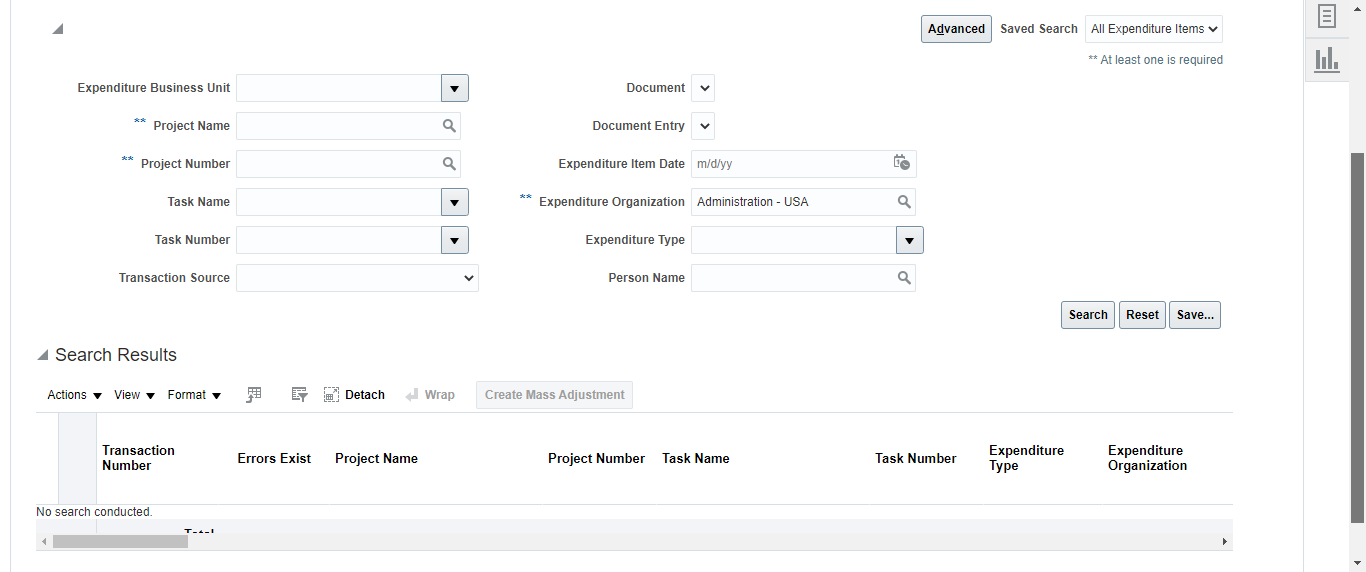 Advanced Saved Search All Expenditure Items
** At least one is required
Expenditure Business Unit Document
** Project Name Document Entry
** Project Number Expenditure Item Date m/d/yy
Task Name ** Expenditure Organization Administration - USA
Task Number Expenditure Type
Transaction Source Person Name
Search Reset Save...
Search Results
Actions View Format Detach Wrap Create Mass Adjustment
Transaction Number Errors Exist Project Name Project Number Task Name Task Number Expenditure Type Expenditure Organization
No search conducted.
Total